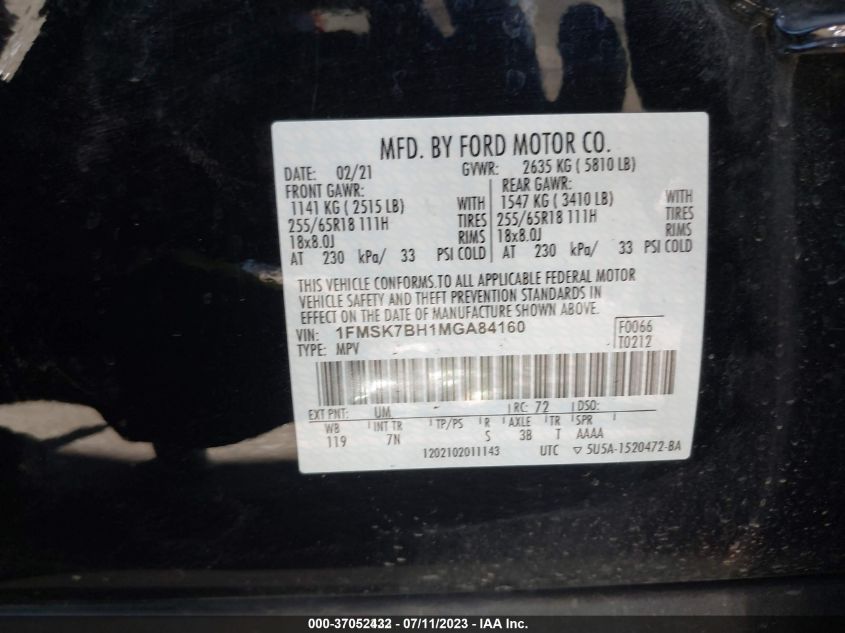 MFD. BY FORD MOTOR CO.
DATE: 02/21 GVWR: 2635 KG ( 5810 LB)
FRONT GAWR: REAR GAWR:
1141 KG ( 2515 LB) WITH 1547 KG ( 3410 LB) WITH
255/65R18 111H TIRES 255/65R18 111H TIRES
18x8.0J RIMS 18x8.0J RIMS
AT 230 kPa/ 33 PSI COLD AT 230 kPa/ 33 PSI COLD
THIS VEHICLE CONFORMS TO ALL APPLICABLE FEDERAL MOTOR
VEHICLE SAFETY AND THEFT PREVENTION STANDARDS IN
EFFECT ON THE DATE OF MANUFACTURE SHOWN ABOVE.
VIN: 1FMSK7BH1MGA84160 F0066
TYPE: MPV T0212
EXT PNT: UM RC: 72 DSO:
WB INT TR TP/PS R AXLE TR SPR
119 7N S 3B T AAAA
1202102011143 UTC ▽ 5U5A-1520472-BA
000-37052432 - 07/11/2023 - IAA Inc.